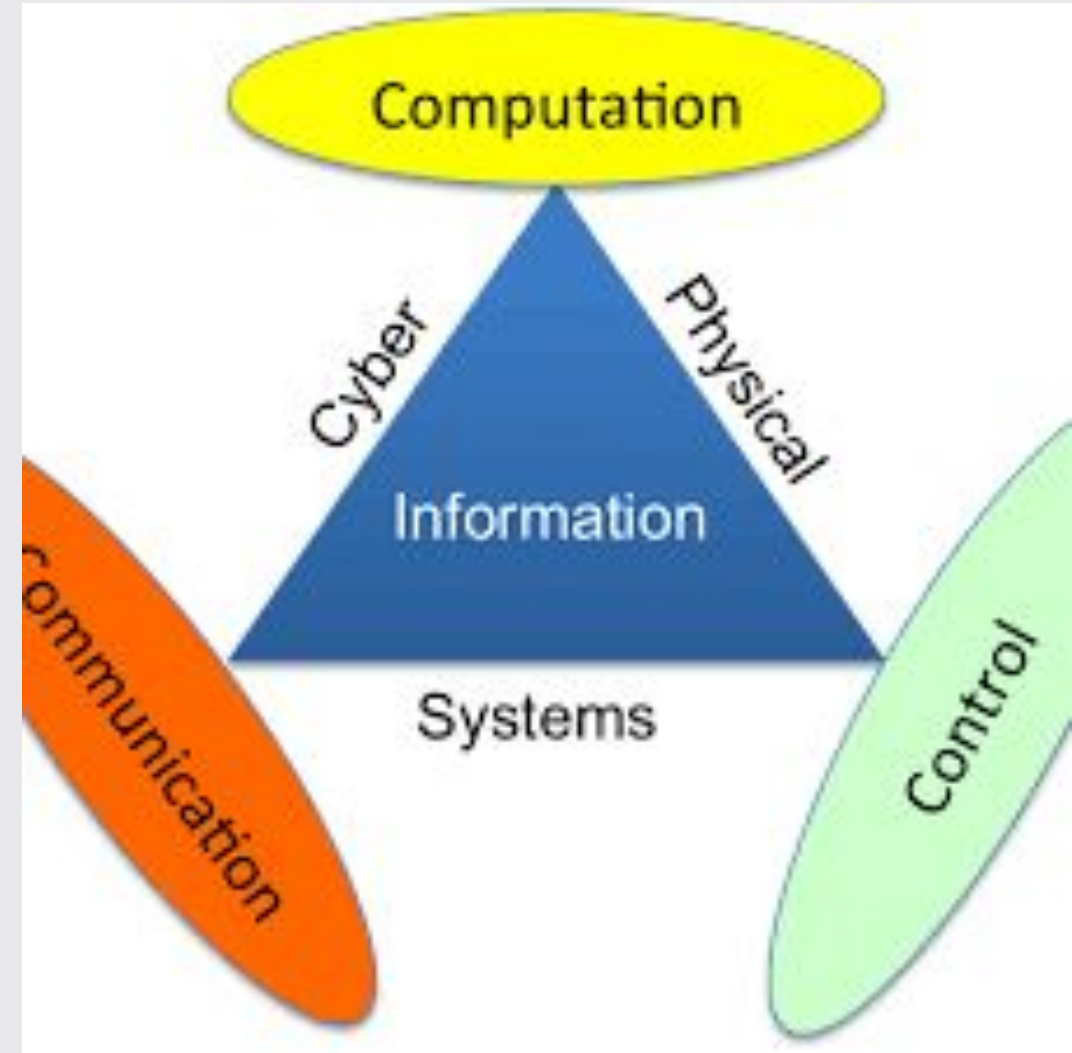 Computation
Cyber
Physical
Information
Systems
Communication
Control